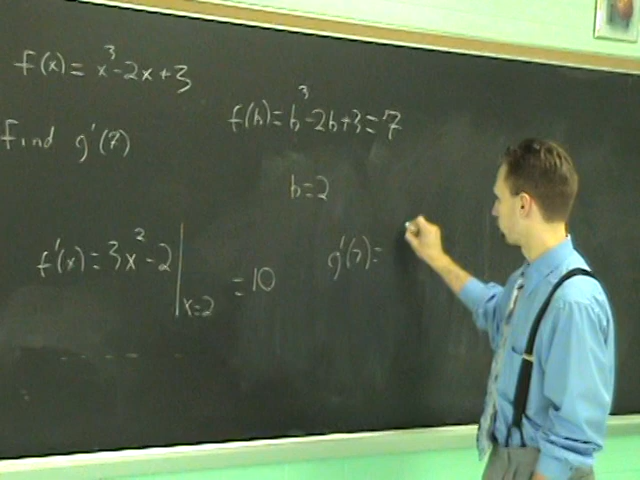 f(x) = x³ - 2x + 3
find g'(7)
f(b) = b³ - 2b + 3 = 7
b = 2
f'(x) = 3x² - 2 |x=2 = 10
g'(7) =